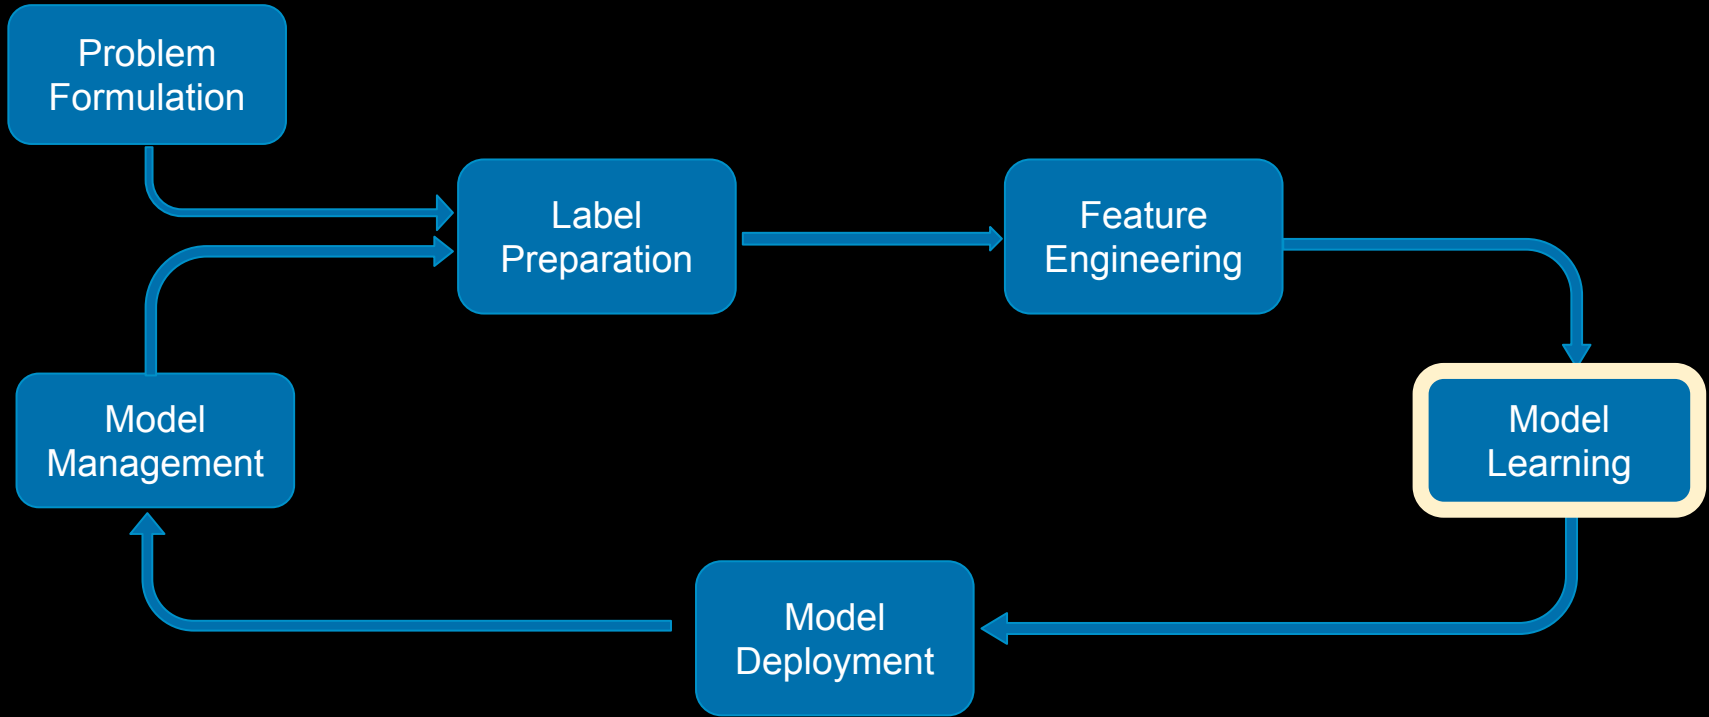 Problem
Formulation
Label
Preparation
Feature
Engineering
Model
Learning
Model
Deployment
Model
Management